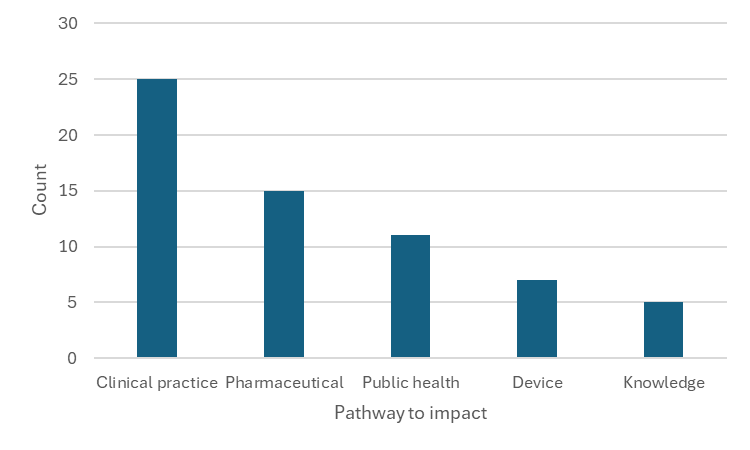 30
25
20
15
10
5
0
Count
Clinical practice Pharmaceutical Public health Device Knowledge
Pathway to impact